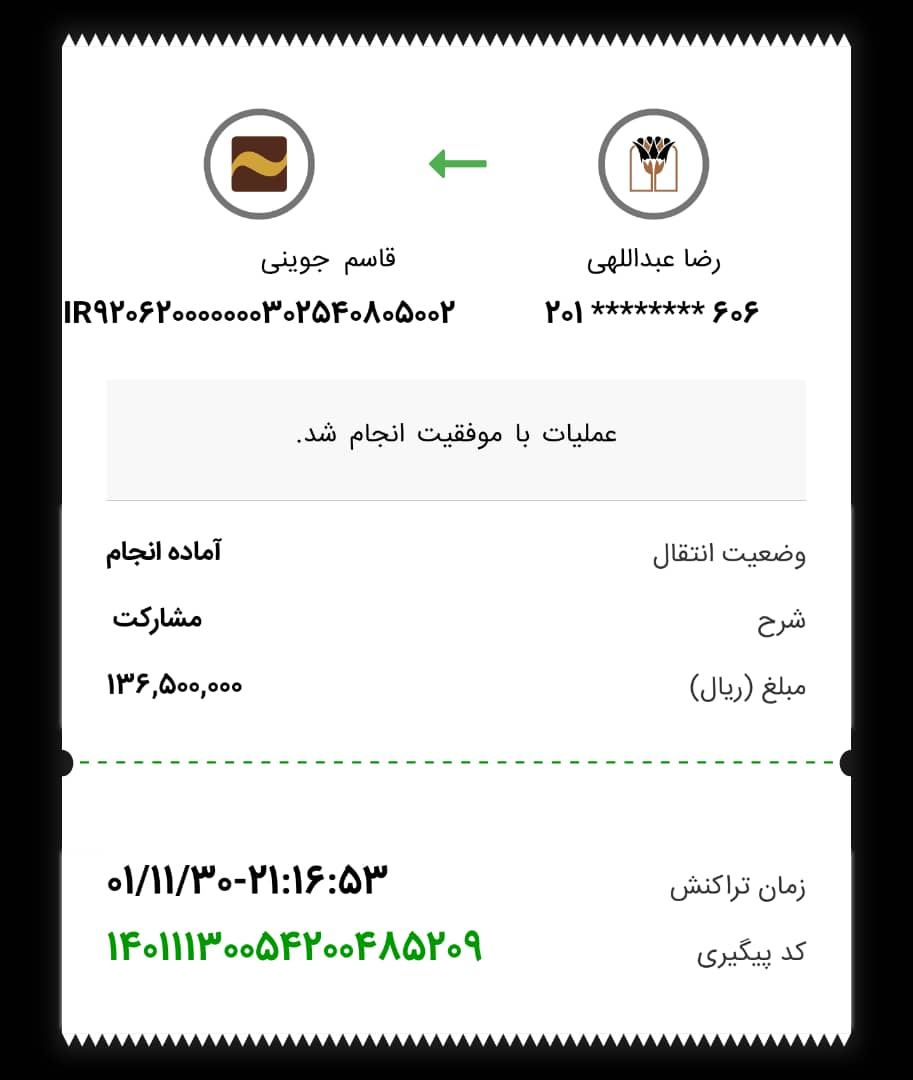 رضا عبداللهی
قاسم جوینی
۲۰۱ ******** ۶۰۶
IR۹۲۰۶۲۰۰۰۰۰۰۰۳۰۲۵۴۰۸۰۵۰۰۲
عملیات با موفقیت انجام شد.
وضعیت انتقال آماده انجام
شرح مشارکت
مبلغ (ریال) ۱۳۶,۵۰۰,۰۰۰
زمان تراکنش ۰۱/۱۱/۳۰-۲۱:۱۶:۵۳
کد پیگیری ۱۴۰۱۱۱۳۰۰۵۴۲۰۰۴۸۵۲۰۹